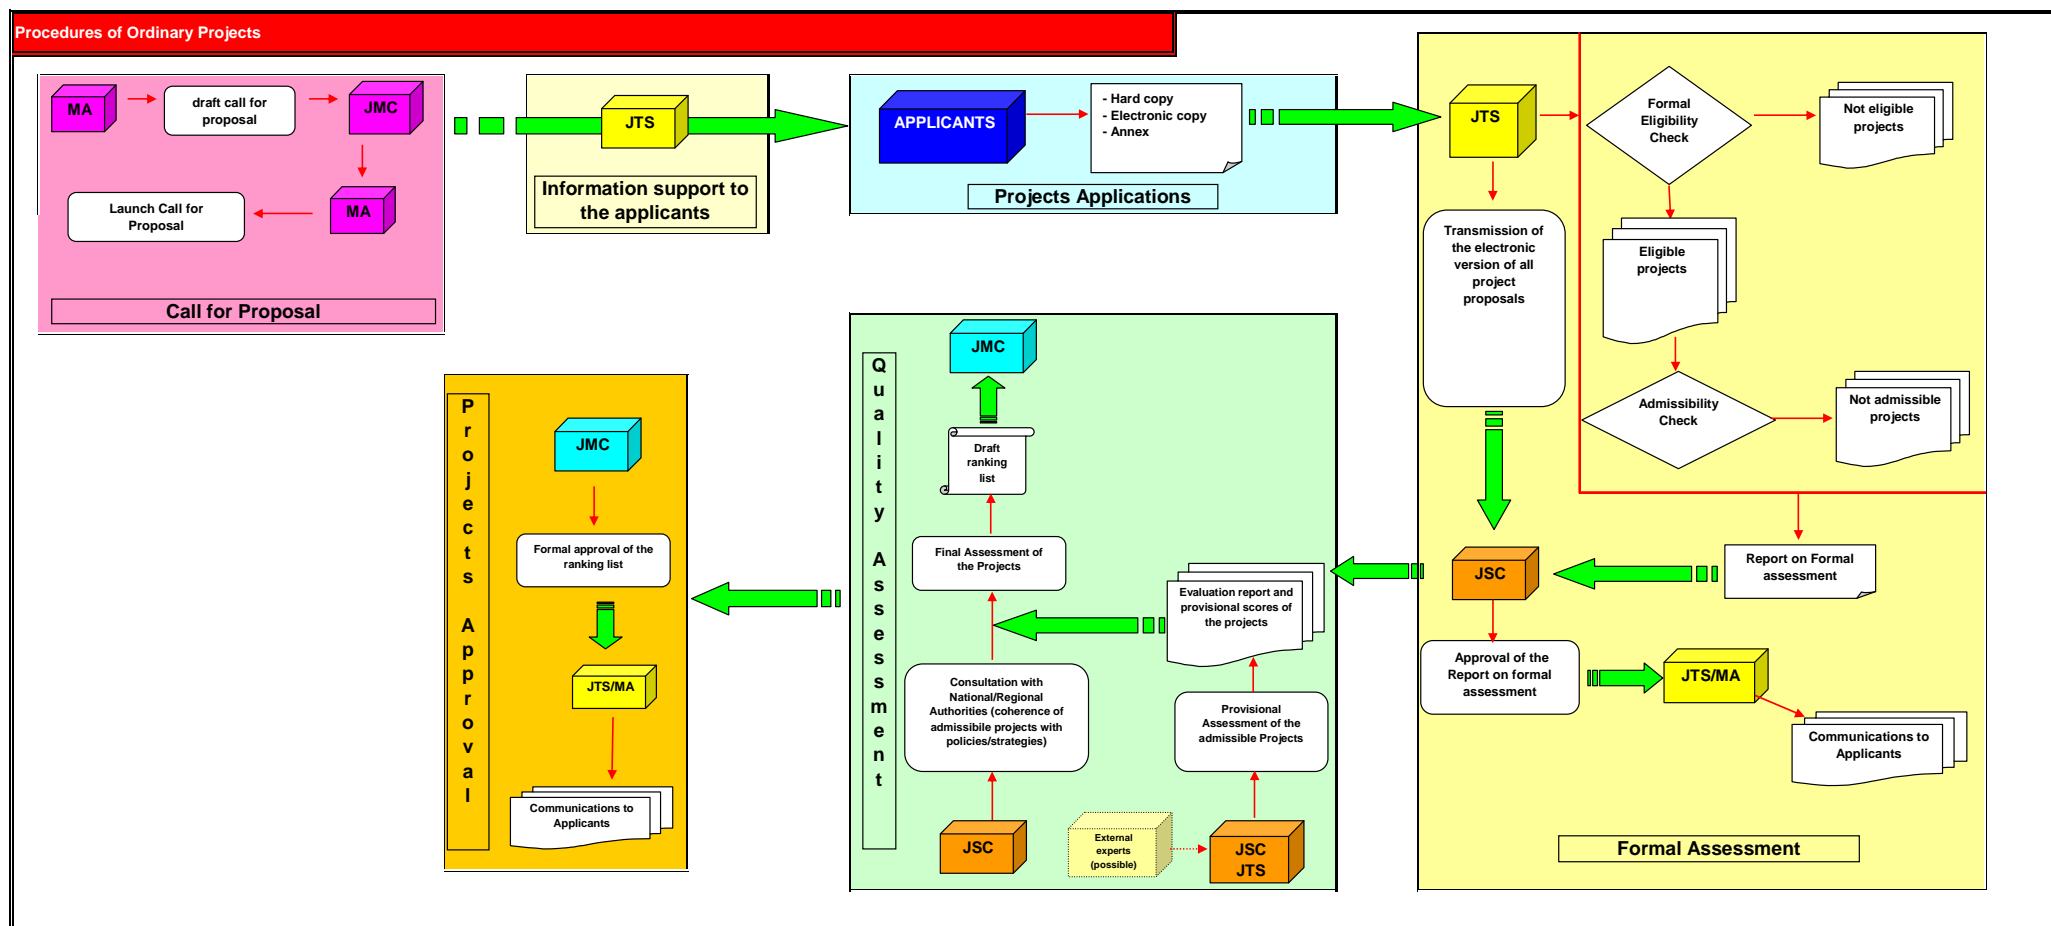 Procedures of Ordinary Projects
MA
draft call for
proposal
JMC
MA
Launch Call for
Proposal
Call for Proposal
JTS
Information support to
the applicants
APPLICANTS
- Hard copy
- Electronic copy
- Annex
Projects Applications
JTS
Formal
Eligibility
Check
Not eligible
projects
Transmission of
the electronic
version of all
project
proposals
Eligible
projects
Admissibility
Check
Not admissible
projects
JSC
Report on Formal
assessment
Approval of the
Report on formal
assessment
JTS/MA
Communications to
Applicants
Formal Assessment
Quality Assessment
JMC
Draft
ranking
list
Final Assessment of
the Projects
Evaluation report and
provisional scores of
the projects
Consultation with
National/Regional
Authorities (coherence of
admissibile projects with
policies/strategies)
Provisional
Assessment of the
admissible Projects
JSC
External
experts
(possible)
JSC
JTS
Projects Approval
JMC
Formal approval of the
ranking list
JTS/MA
Communications to
Applicants